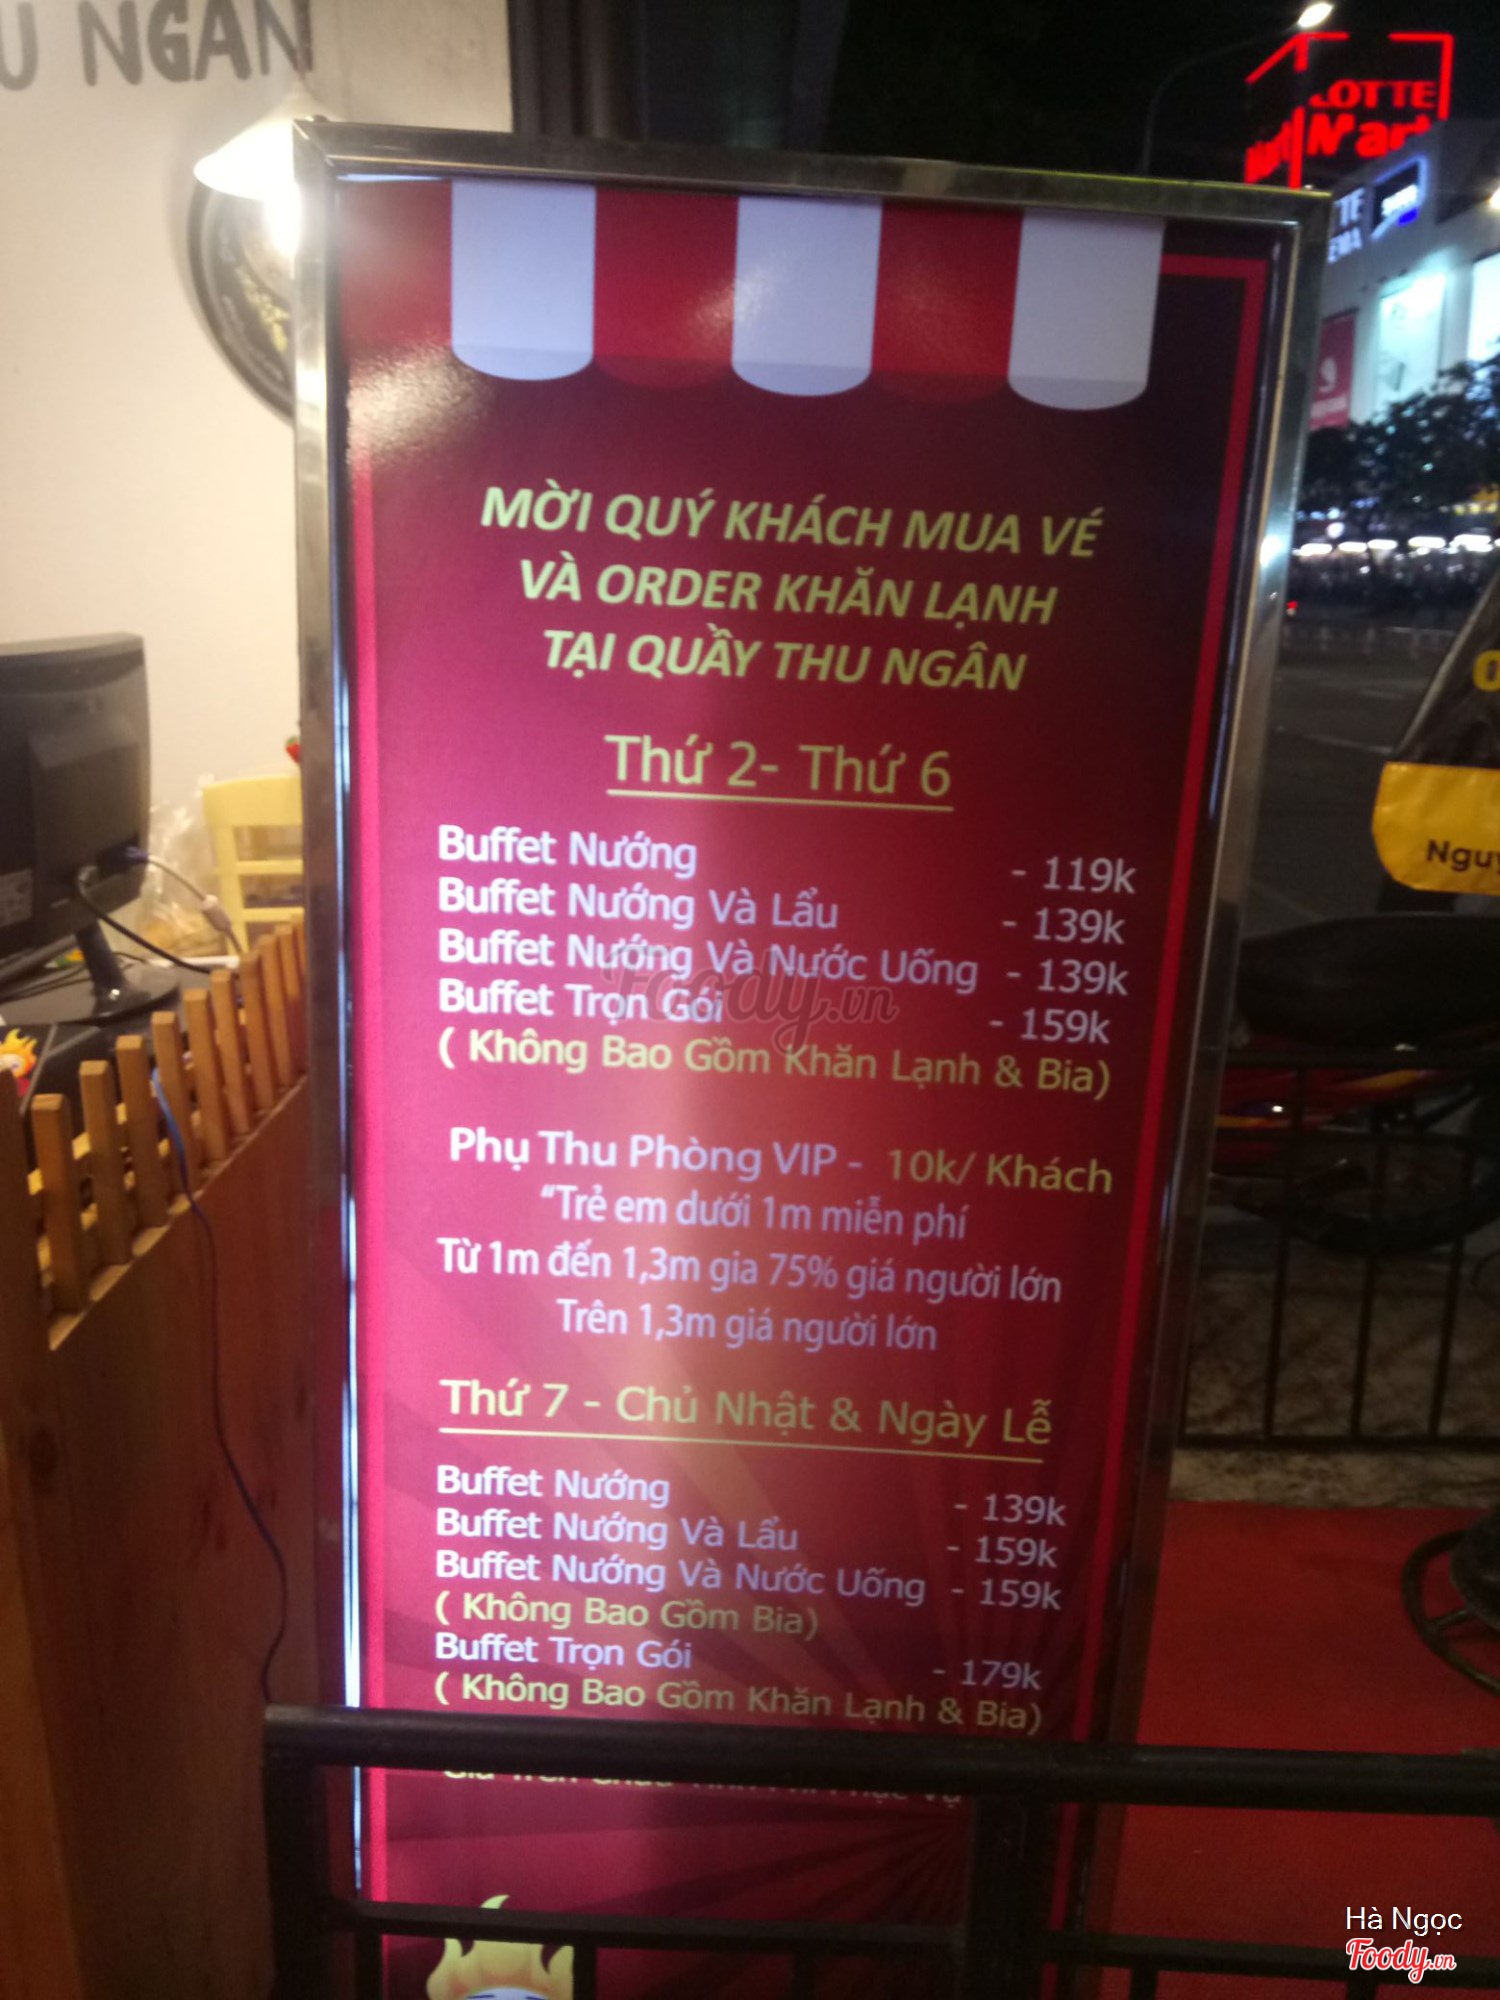 U NGÂN
LOTTE
Mart
MỜI QUÝ KHÁCH MUA VÉ
VÀ ORDER KHĂN LẠNH
TẠI QUẦY THU NGÂN
Thứ 2- Thứ 6
Buffet Nướng - 119k
Buffet Nướng Và Lẩu - 139k
Buffet Nướng Và Nước Uống - 139k
Buffet Trọn Gói - 159k
( Không Bao Gồm Khăn Lạnh & Bia)
Phụ Thu Phòng VIP - 10k/ Khách
“Trẻ em dưới 1m miễn phí
Từ 1m đến 1,3m gia 75% giá người lớn
Trên 1,3m giá người lớn
Thứ 7 - Chủ Nhật & Ngày Lễ
Buffet Nướng - 139k
Buffet Nướng Và Lẩu - 159k
Buffet Nướng Và Nước Uống - 159k
( Không Bao Gồm Bia)
Buffet Trọn Gói - 179k
( Không Bao Gồm Khăn Lạnh & Bia)
Nguy
Foody.vn
Hà Ngọc
Foody.vn